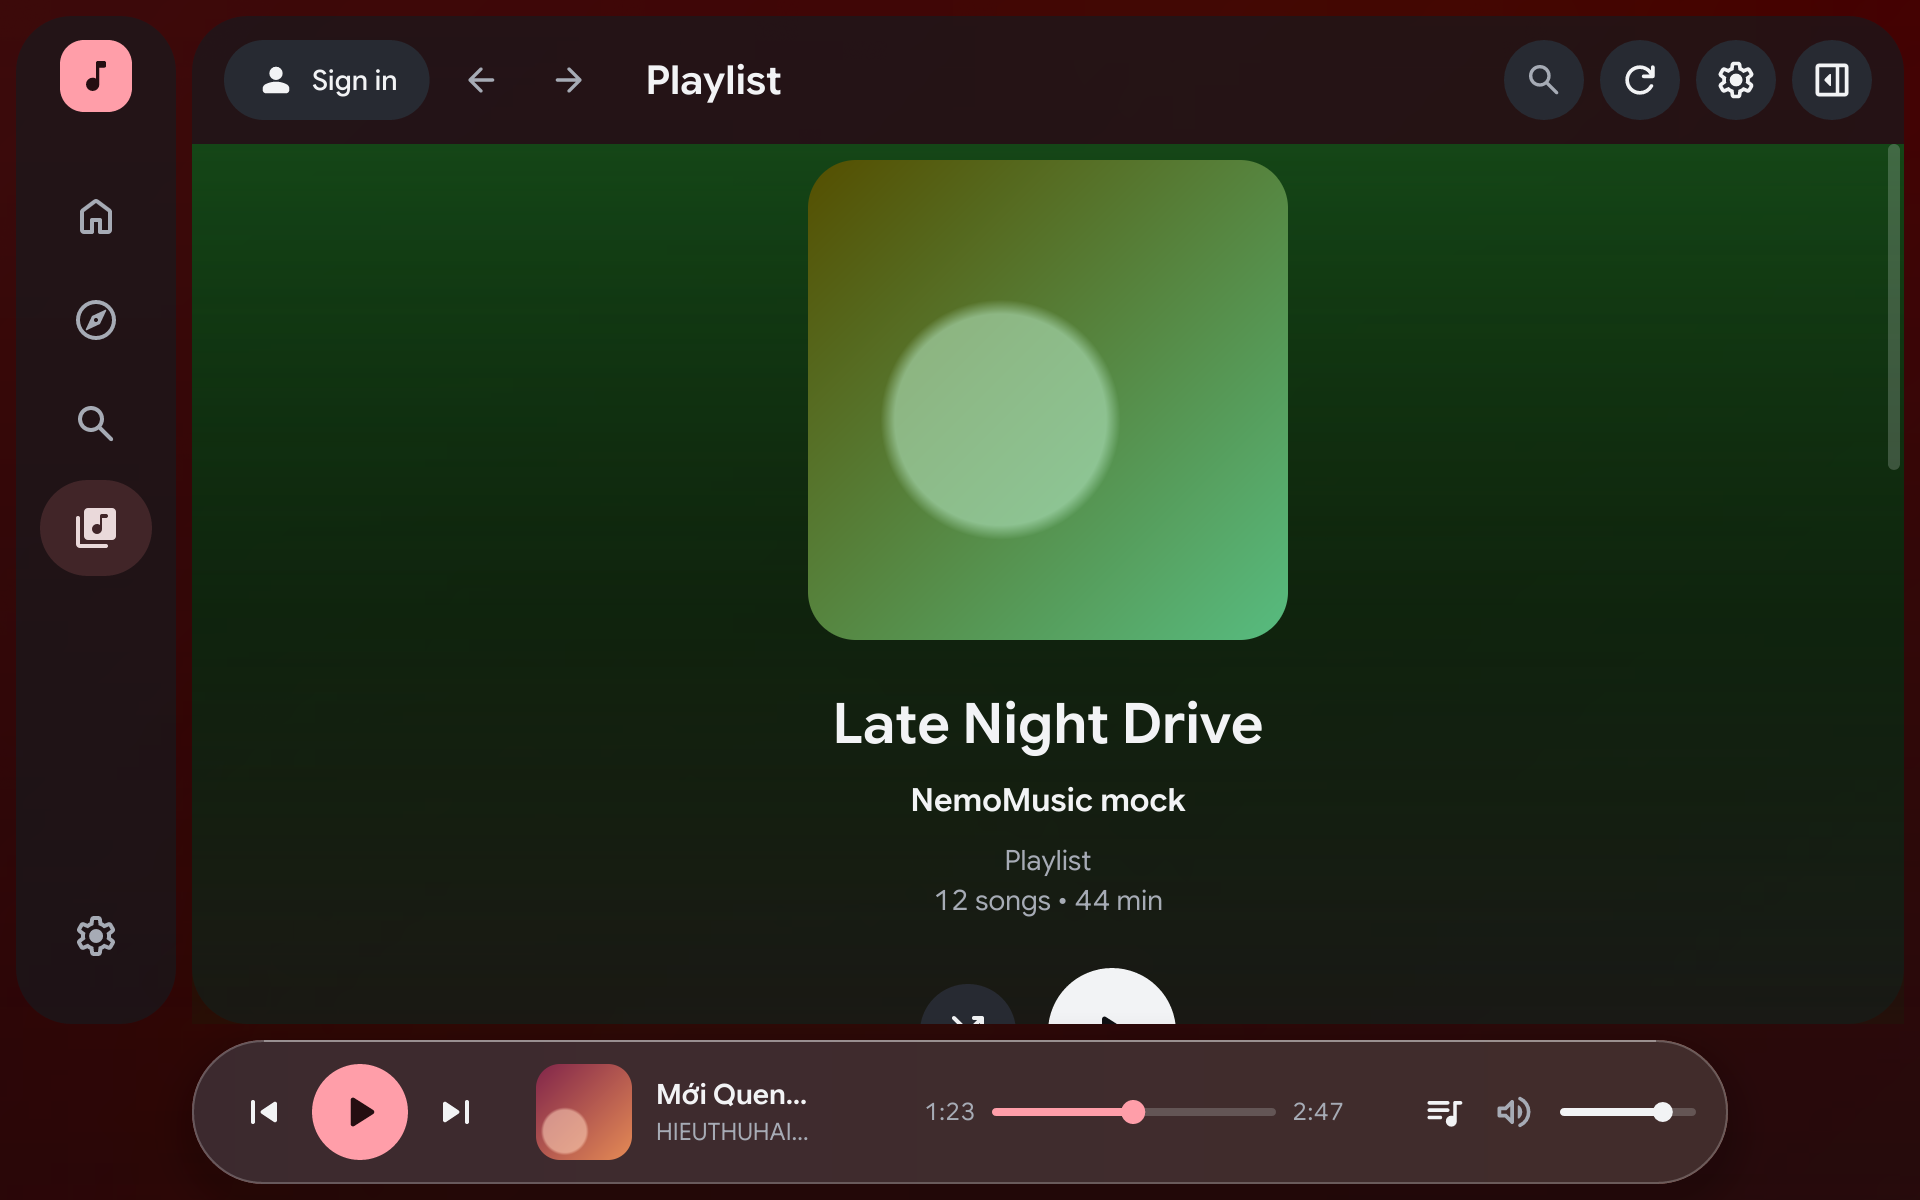 Sign in
Playlist
Late Night Drive
NemoMusic mock
Playlist
12 songs • 44 min
Mới Quen...
HIEUTHUHAI...
1:23
2:47